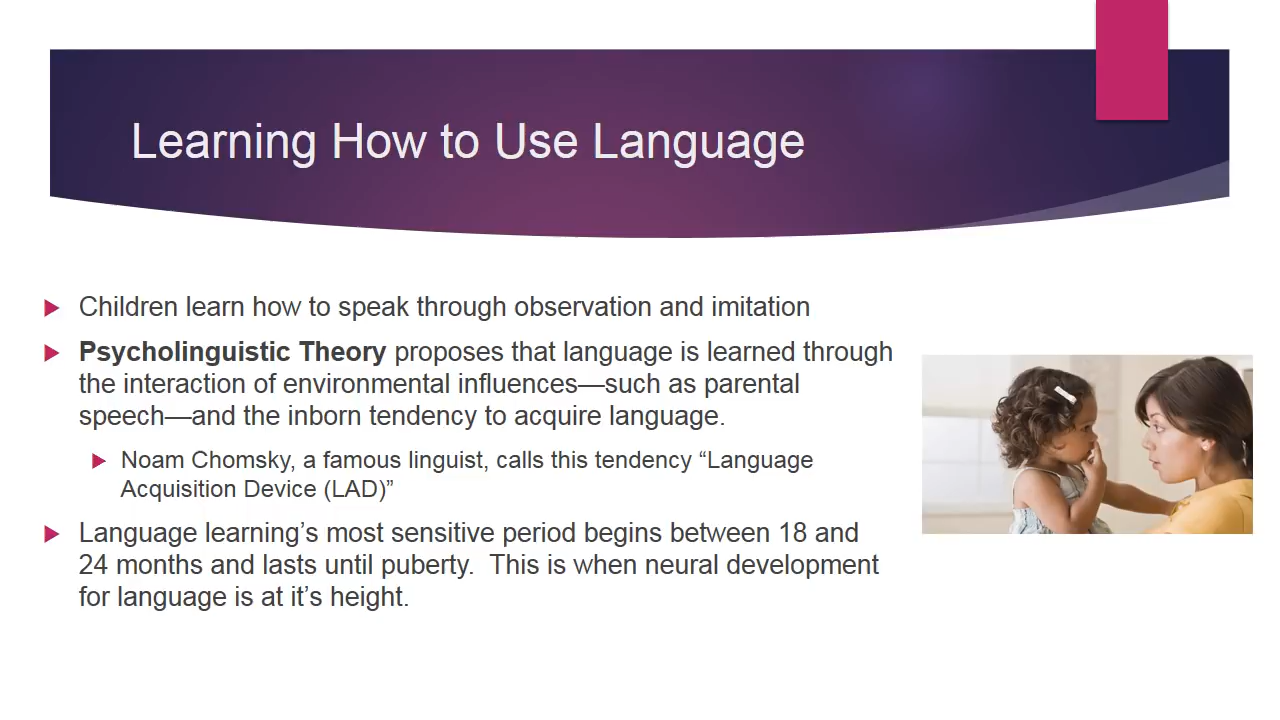 Learning How to Use Language
Children learn how to speak through observation and imitation
Psycholinguistic Theory proposes that language is learned through
the interaction of environmental influences—such as parental
speech—and the inborn tendency to acquire language.
Noam Chomsky, a famous linguist, calls this tendency “Language
Acquisition Device (LAD)”
Language learning’s most sensitive period begins between 18 and
24 months and lasts until puberty.  This is when neural development
for language is at it’s height.